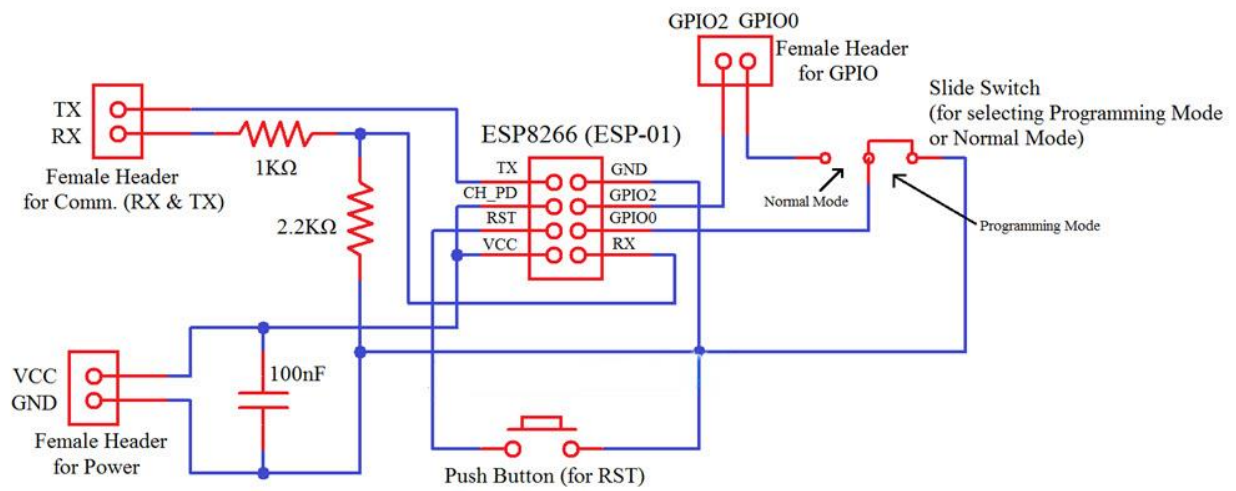 GPIO2 GPIO0
Female Header
for GPIO
Slide Switch
(for selecting Programming Mode
or Normal Mode)
Normal Mode
Programming Mode
TX
RX
Female Header
for Comm. (RX & TX)
1KΩ
2.2KΩ
ESP8266 (ESP-01)
TX
GND
CH_PD
GPIO2
RST
GPIO0
VCC
RX
VCC
GND
Female Header
for Power
100nF
Push Button (for RST)